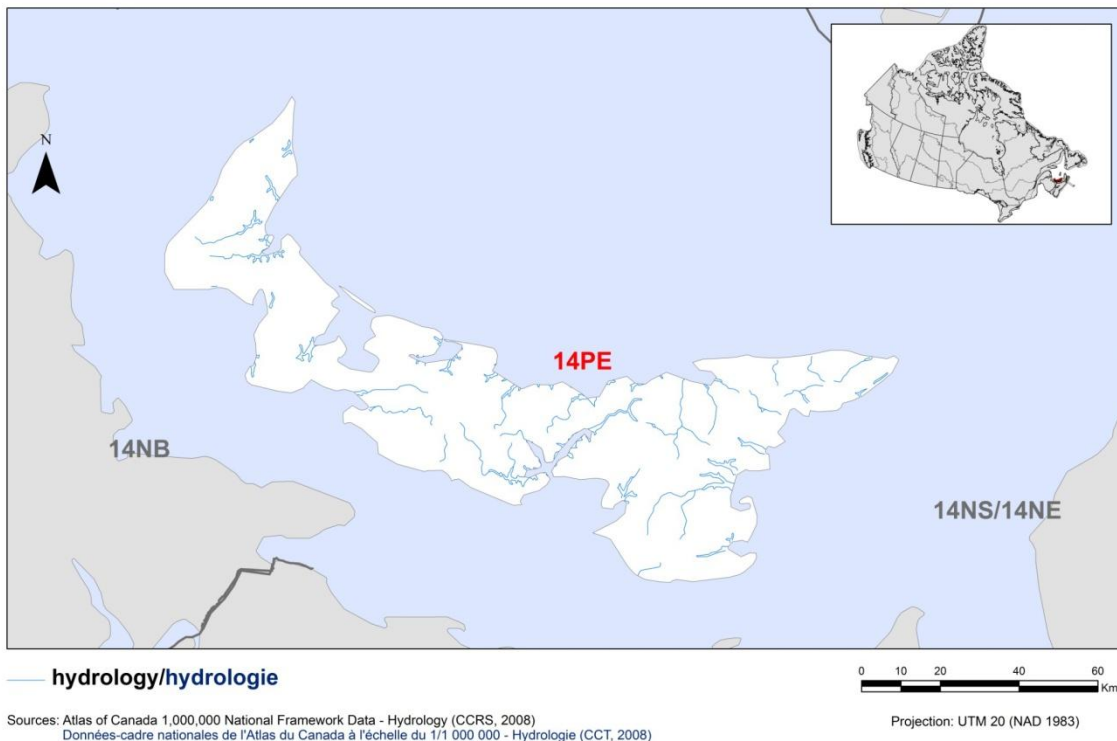 N
14PE
14NB
14NS/14NE
hydrology/hydrologie
0 10 20 40 60
Km
Sources: Atlas of Canada 1,000,000 National Framework Data - Hydrology (CCRS, 2008)
Données-cadre nationales de l'Atlas du Canada à l'échelle du 1/1 000 000 - Hydrologie (CCT, 2008)
Projection: UTM 20 (NAD 1983)